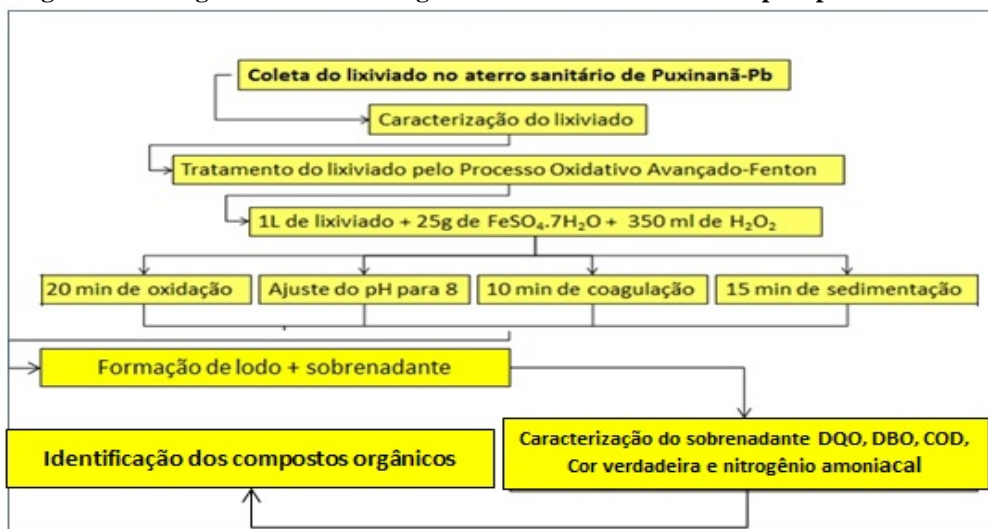 Coleta do lixiviado no aterro sanitário de Puxinanã-Pb
Caracterização do lixiviado
Tratamento do lixiviado pelo Processo Oxidativo Avançado-Fenton
1L de lixiviado + 25g de FeSO₄.7H₂O + 350 ml de H₂O₂
20 min de oxidação
Ajuste do pH para 8
10 min de coagulação
15 min de sedimentação
Formação de lodo + sobrenadante
Identificação dos compostos orgânicos
Caracterização do sobrenadante DQO, DBO, COD,
Cor verdadeira e nitrogênio amoniacal